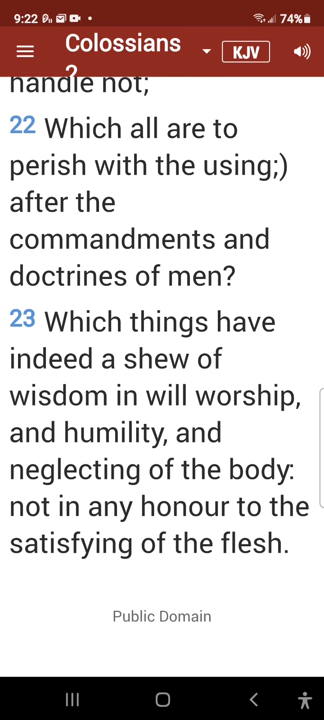 9:22 74%
Colossians
2 KJV
handle not;
22 Which all are to
perish with the using;)
after the
commandments and
doctrines of men?
23 Which things have
indeed a shew of
wisdom in will worship,
and humility, and
neglecting of the body:
not in any honour to the
satisfying of the flesh.
Public Domain